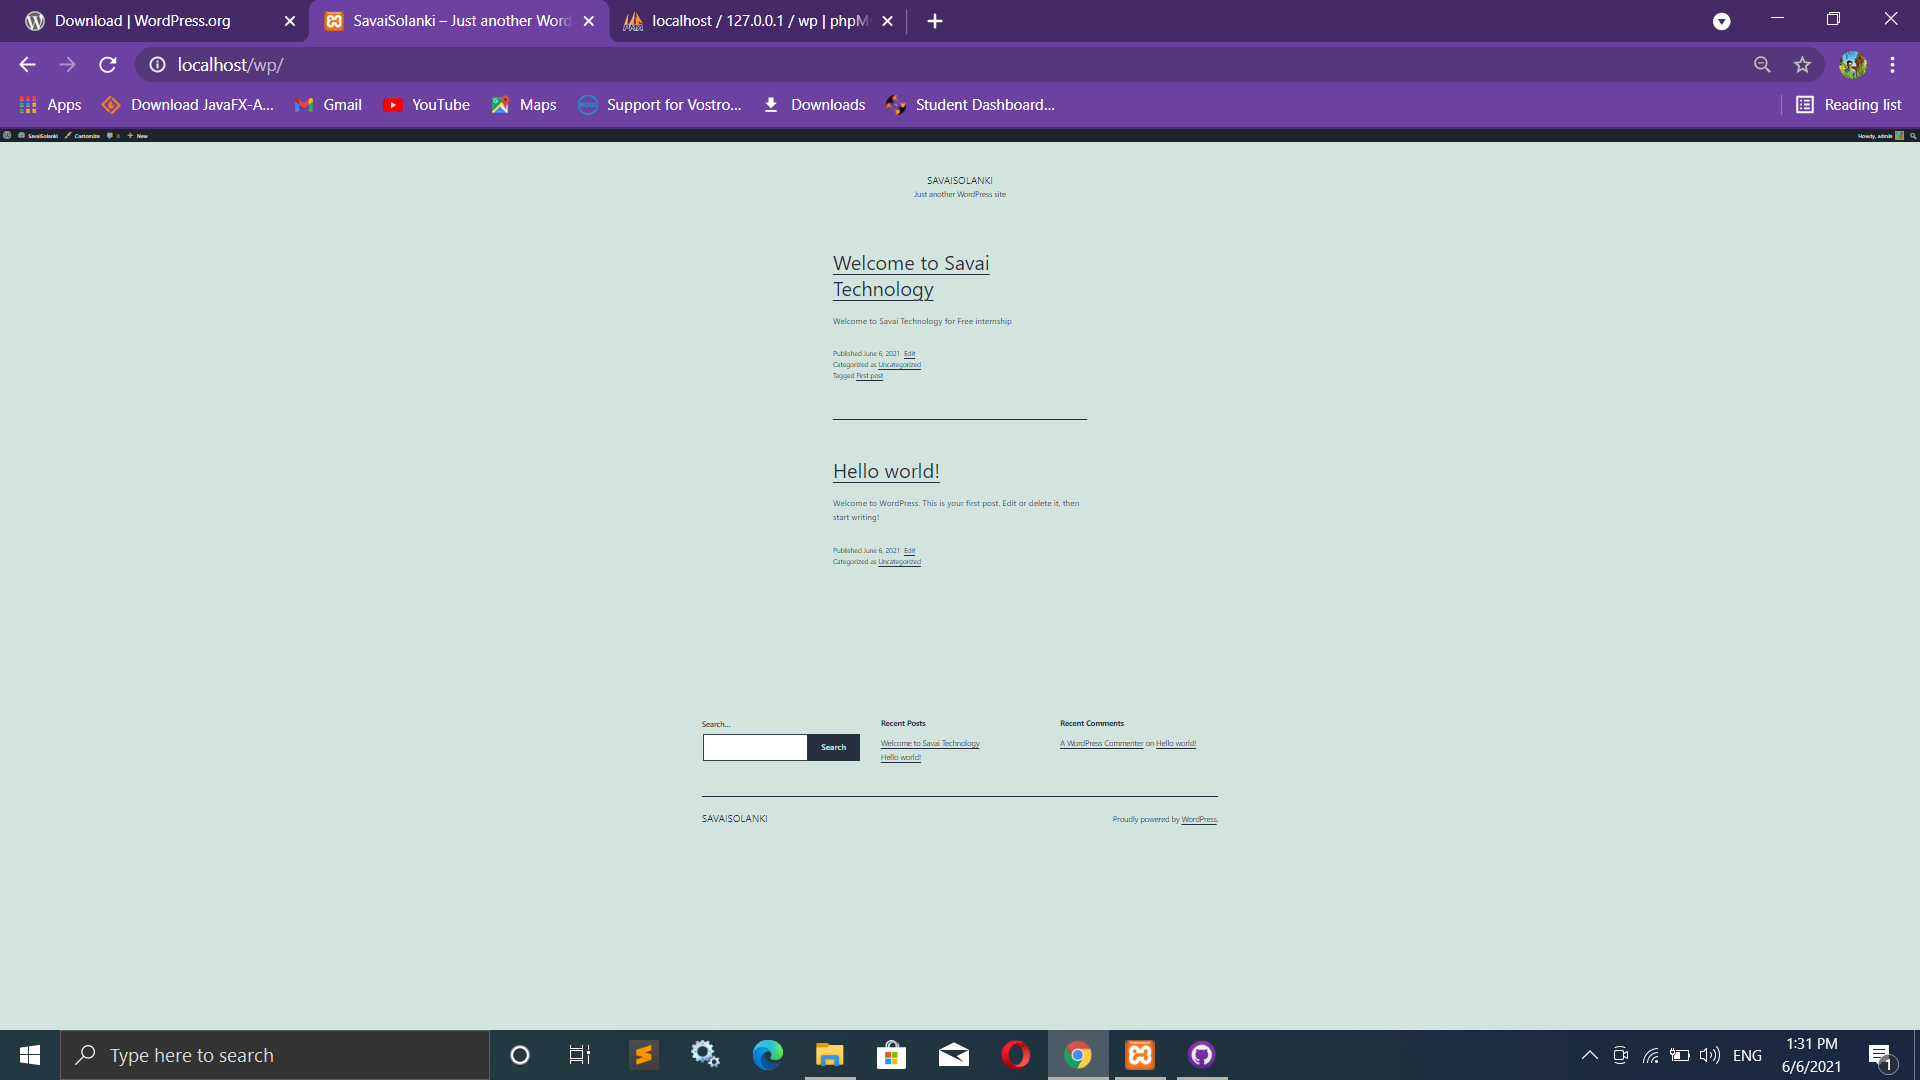 Download | WordPress.org
SavaiSolanki – Just another Word
localhost / 127.0.0.1 / wp | phpMy
localhost/wp/
Apps
Download JavaFX-A...
Gmail
YouTube
Maps
Support for Vostro...
Downloads
Student Dashboard...
Reading list
SavaiSolanki
Customize
0
New
Howdy, admin
SAVAISOLANKI
Just another WordPress site
Welcome to Savai
Technology
Welcome to Savai Technology for Free internship
Published June 6, 2021 Edit
Categorized as Uncategorized
Tagged First post
Hello world!
Welcome to WordPress. This is your first post. Edit or delete it, then
start writing!
Published June 6, 2021 Edit
Categorized as Uncategorized
Search...
Search
Recent Posts
Welcome to Savai Technology
Hello world!
Recent Comments
A WordPress Commenter on Hello world!
SAVAISOLANKI
Proudly powered by WordPress.
Type here to search
ENG
1:31 PM
6/6/2021
1